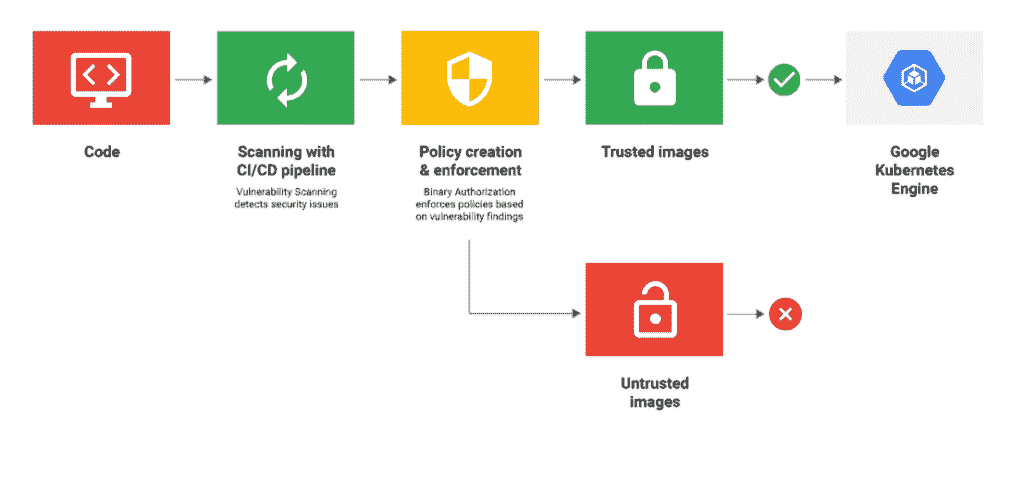 Code
Scanning with
CI/CD pipeline
Vulnerability Scanning
detects security issues
Policy creation
& enforcement
Binary Authorization
enforces policies based
on vulnerability findings
Trusted images
Google
Kubernetes
Engine
Untrusted
images